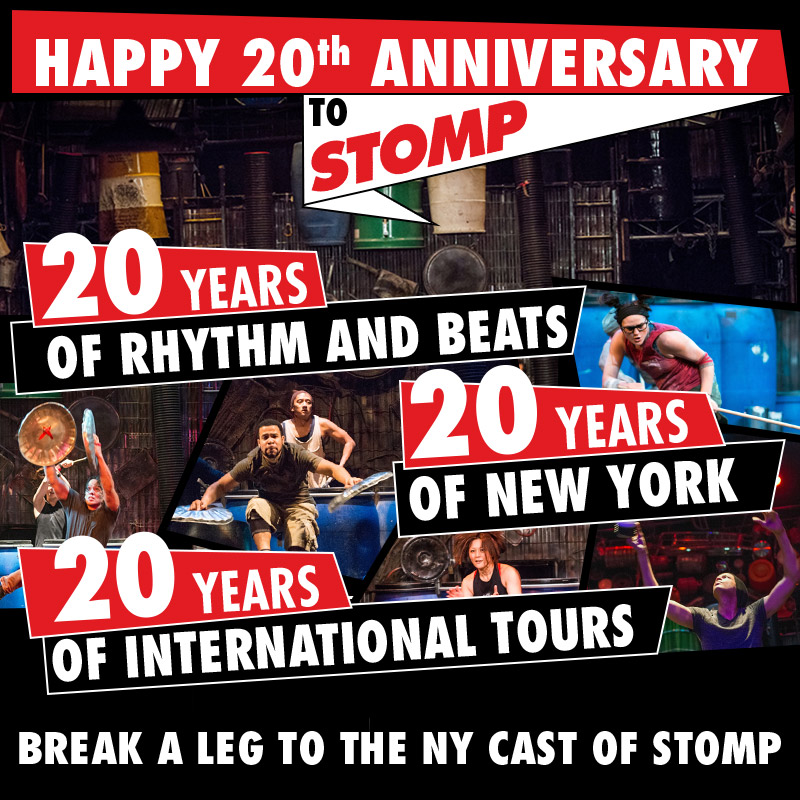 HAPPY 20th ANNIVERSARY
TO
STOMP
20 YEARS
OF RHYTHM AND BEATS
20 YEARS
OF NEW YORK
20 YEARS
OF INTERNATIONAL TOURS
BREAK A LEG TO THE NY CAST OF STOMP